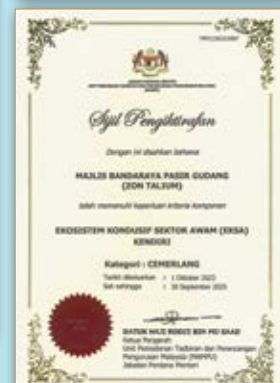 Sijil Pengiktirafan
Dengan ini disahkan bahawa
MAJLIS BANDARAYA PASIR GUDANG
(ZON TALIUM)
telah memenuhi keperluan kriteria komponen
EKOSISTEM KONDUSIF SEKTOR AWAM (EKSA)
KENDIRI
Kategori : CEMERLANG
Tarikh dikeluarkan : 1 Oktober 2023
Sah sehingga : 30 September 2025
Ketua Pengarah
Unit Pemodenan Tadbiran dan Perancangan
Pengurusan Malaysia (MAMPU)
Jabatan Perdana Menteri